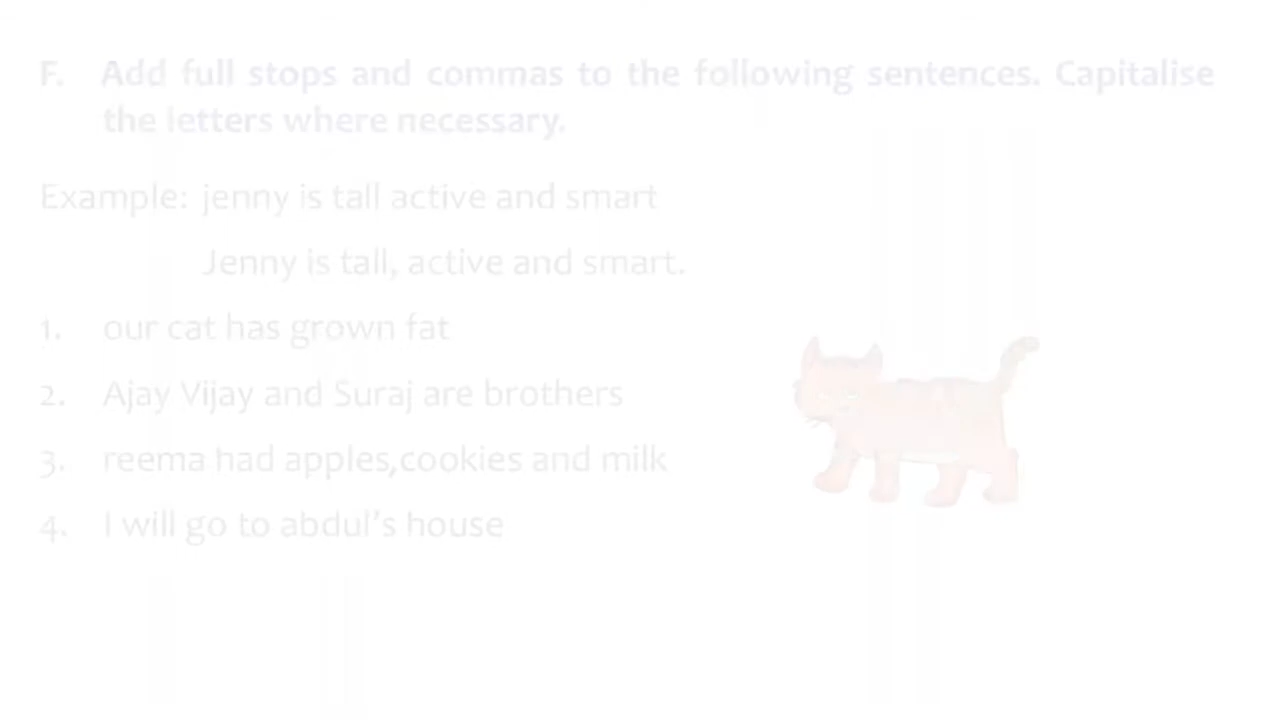 F. Add full stops and commas to the following sentences. Capitalise
the letters where necessary.
Example: jenny is tall active and smart
Jenny is tall, active and smart.
1. our cat has grown fat
2. Ajay Vijay and Suraj are brothers
3. reema had apples,cookies and milk
4. I will go to abdul's house